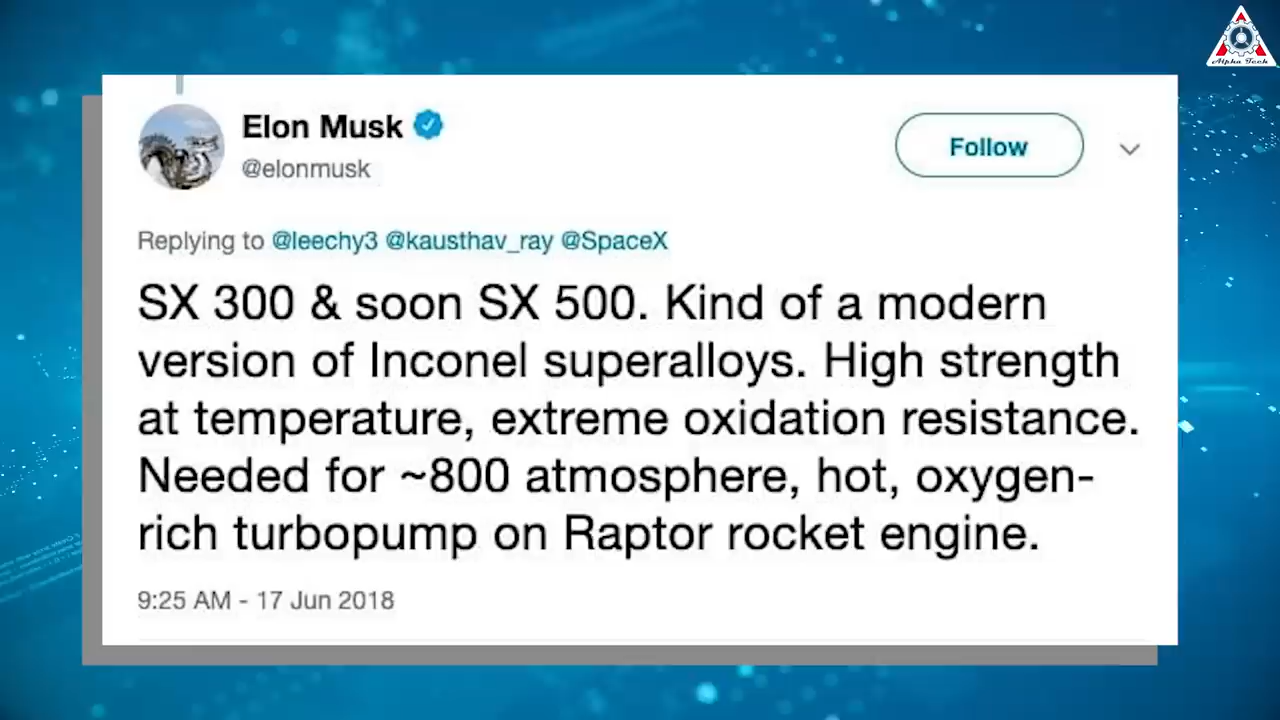 Alpha Tech
Elon Musk
@elonmusk
Follow
Replying to @leechy3 @kausthav_ray @SpaceX
SX 300 & soon SX 500. Kind of a modern
version of Inconel superalloys. High strength
at temperature, extreme oxidation resistance.
Needed for ~800 atmosphere, hot, oxygen-
rich turbopump on Raptor rocket engine.
9:25 AM - 17 Jun 2018